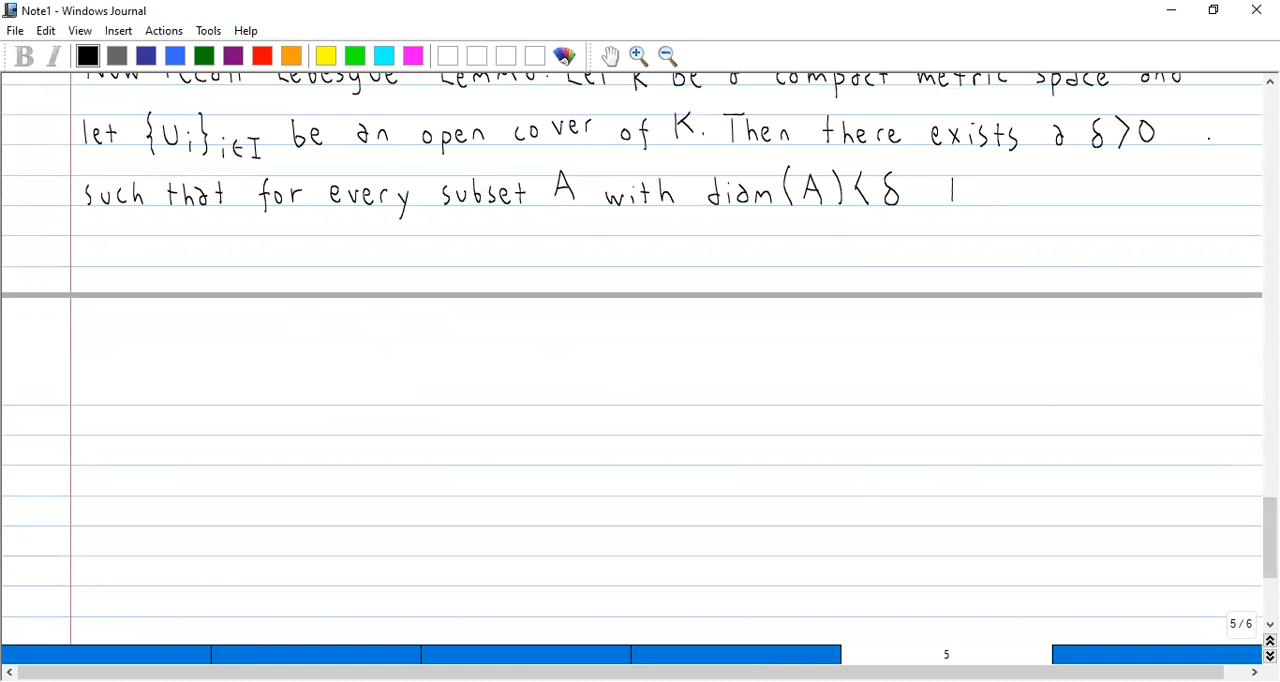 Note1 - Windows Journal
File Edit View Insert Actions Tools Help
B I
Now recall Lebesgue Lemma: Let K be a compact metric space and
let {Ui}i∈I be an open cover of K. Then there exists a δ>0 .
such that for every subset A with diam(A)<δ
5 / 6
5